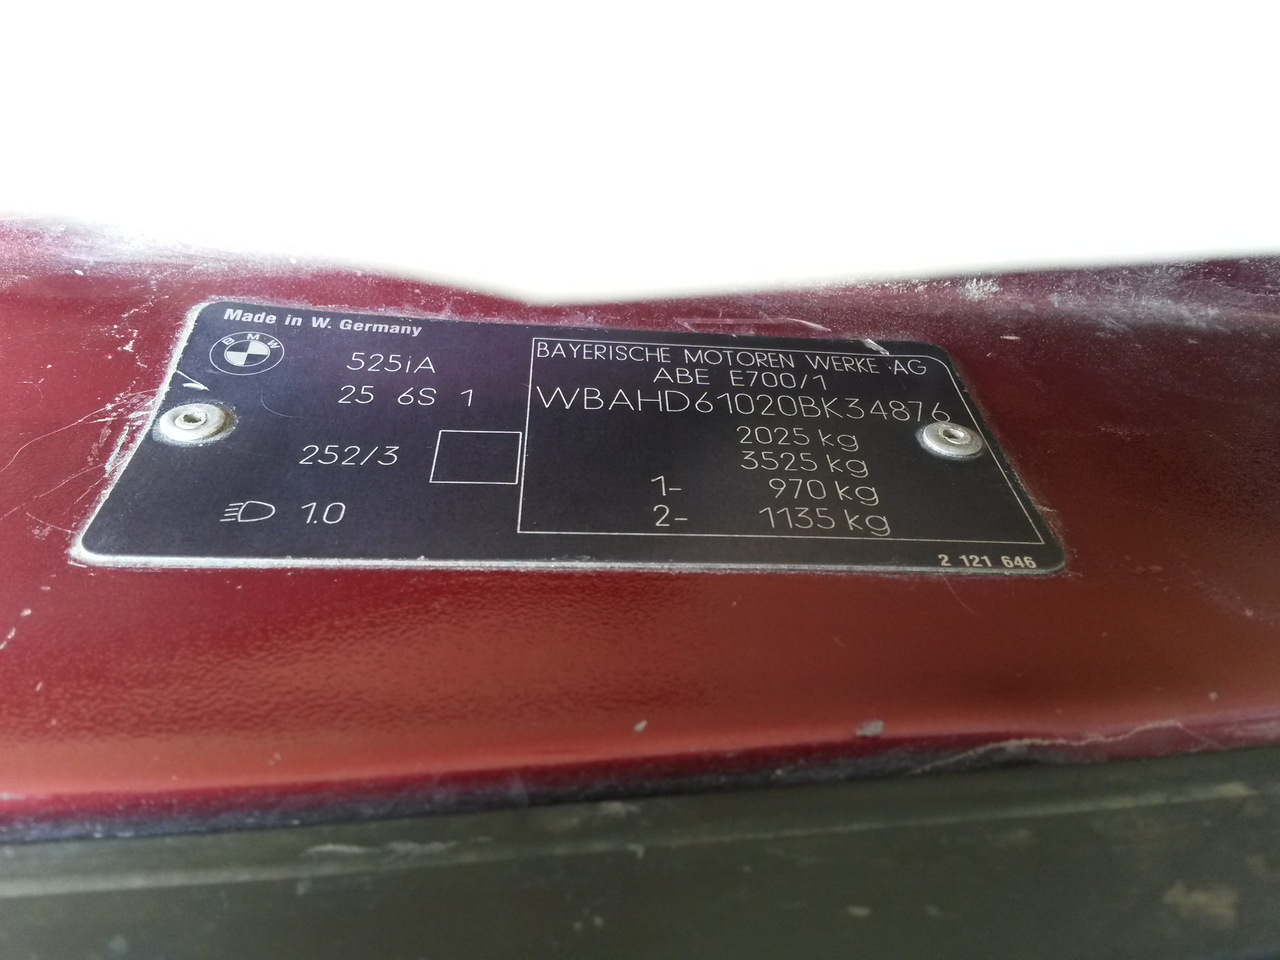 Made in W. Germany
BMW
525iA
25 6S 1
252/3
1.0
BAYERISCHE MOTOREN WERKE AG
ABE E700/1
WBAHD61020BK34876
2025 kg
3525 kg
1- 970 kg
2- 1135 kg
2 121 646